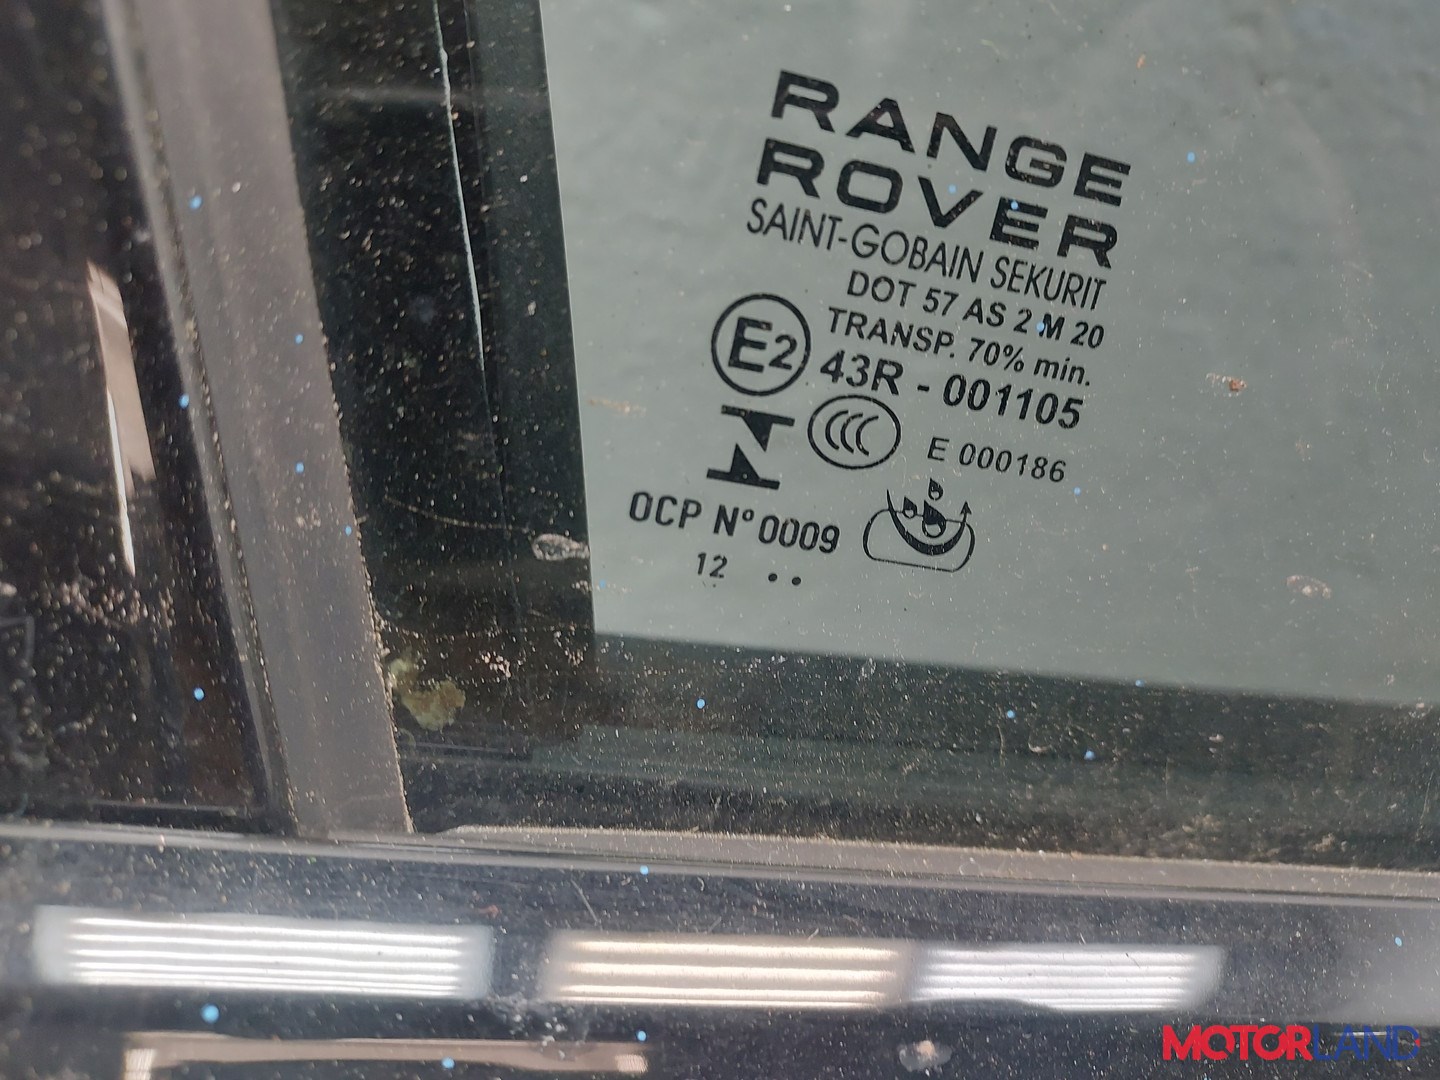 RANGE
ROVER
SAINT-GOBAIN SEKURIT
DOT 57 AS 2 M 20
TRANSP. 70% min.
E2 43R - 001105
CCC E 000186
OCP N° 0009
12 ..
MOTORLAND